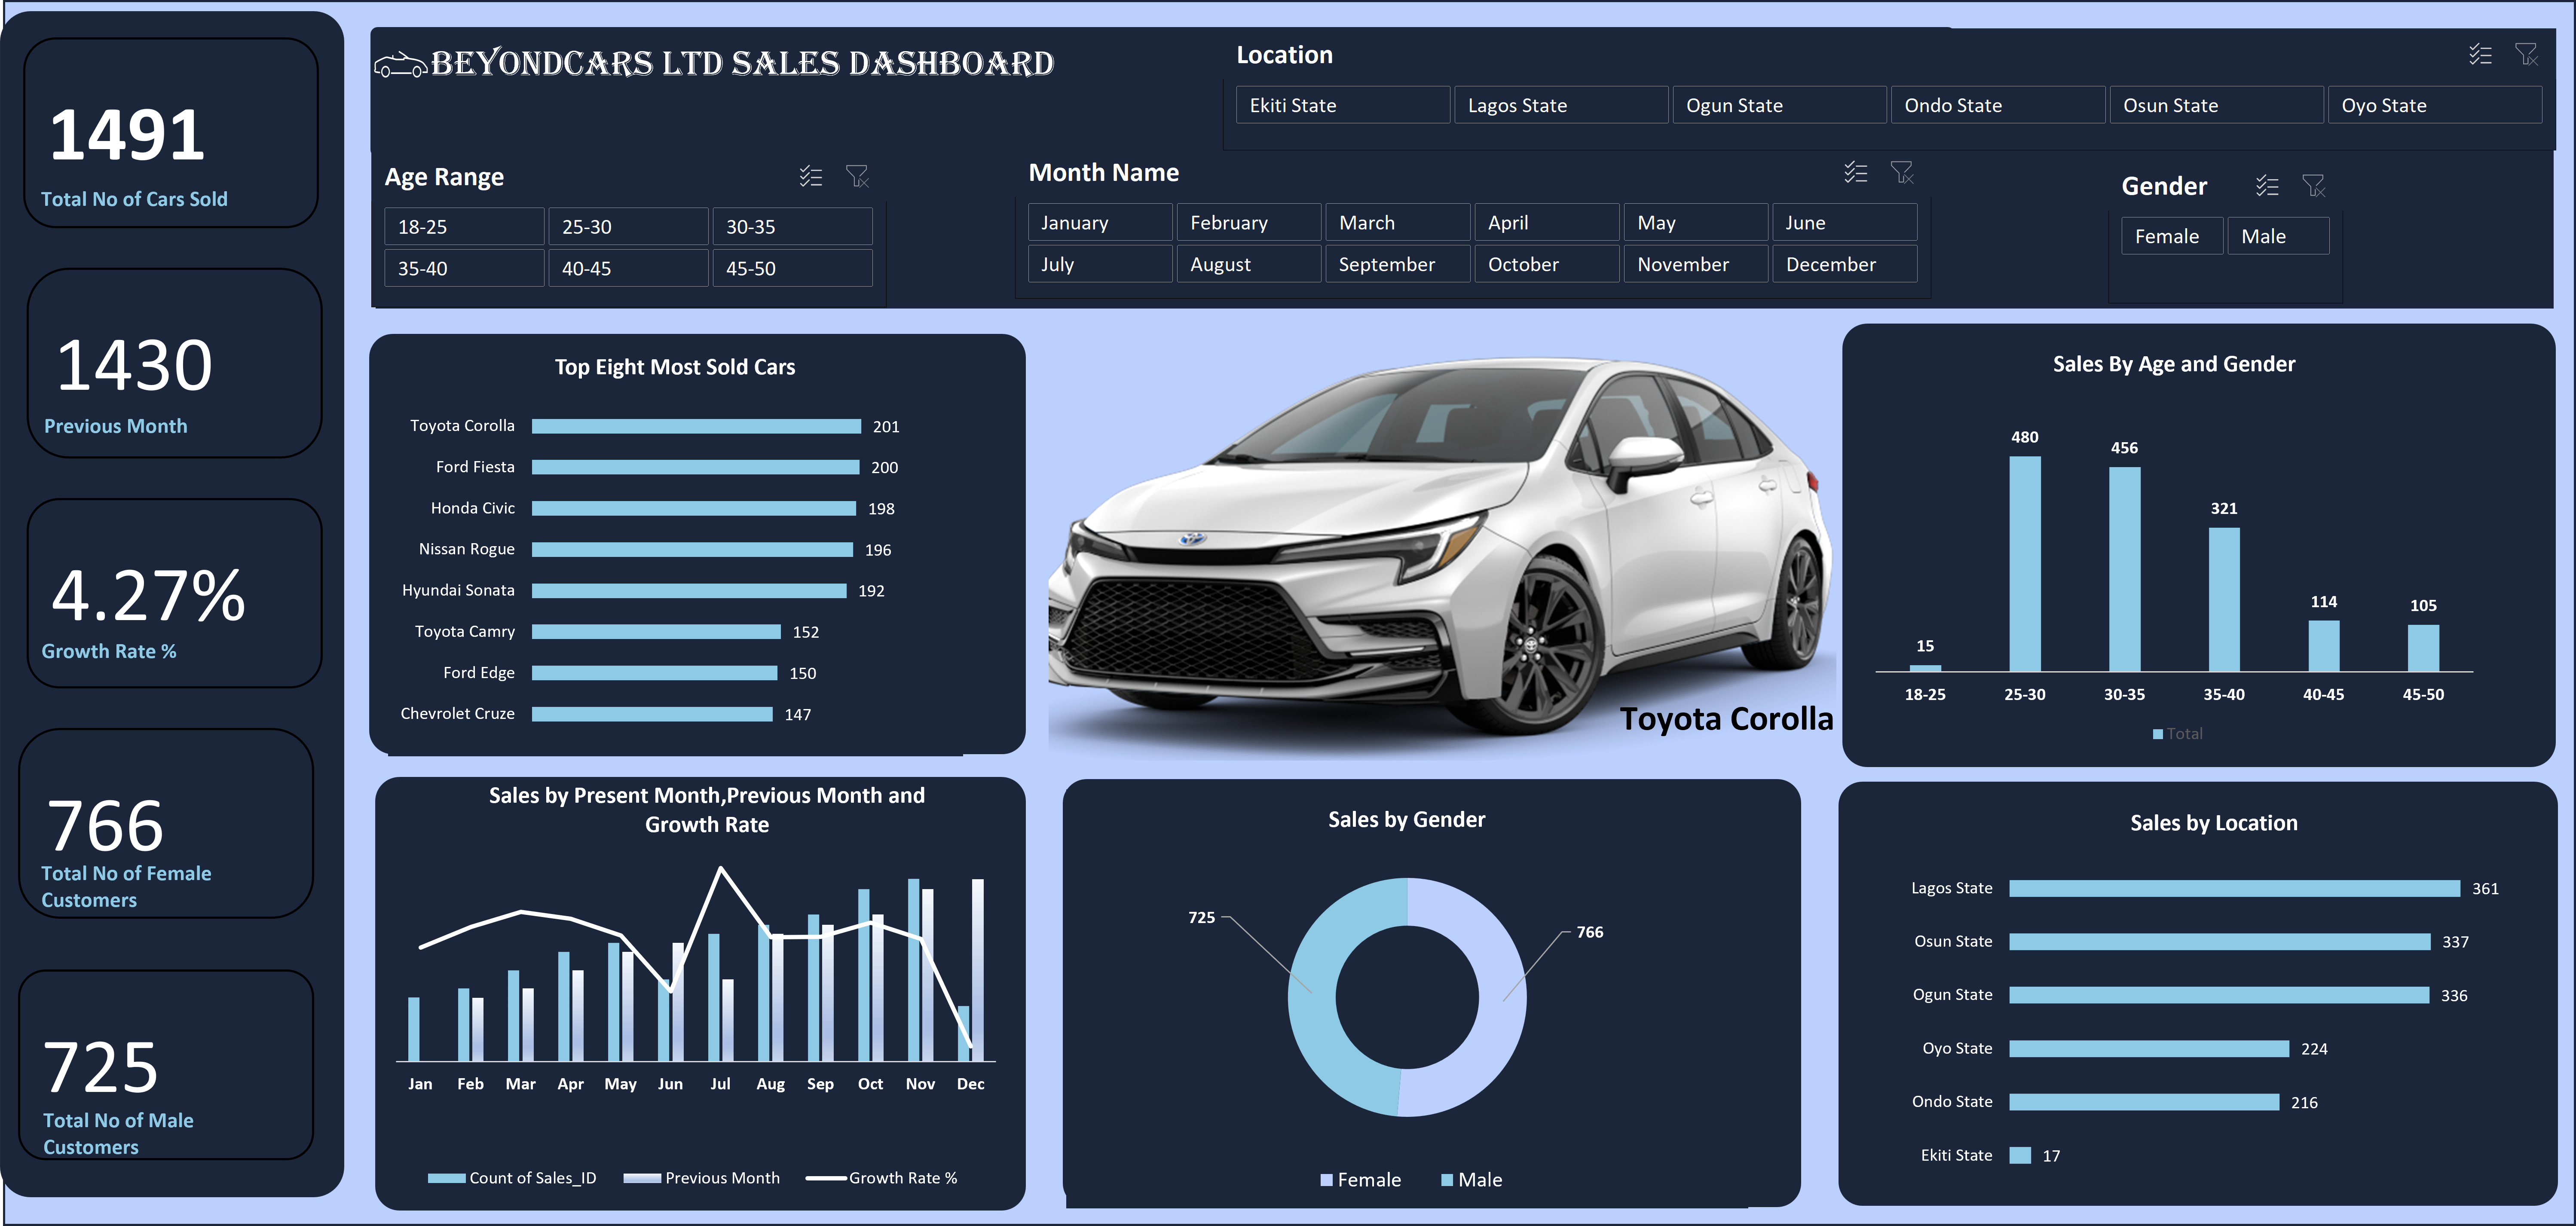 1491
Total No of Cars Sold
1430
Previous Month
4.27%
Growth Rate %
766
Total No of Female
Customers
725
Total No of Male
Customers
BEYONDCARS LTD SALES DASHBOARD
Location
Ekiti State
Lagos State
Ogun State
Ondo State
Osun State
Oyo State
Age Range
18-25
25-30
30-35
35-40
40-45
45-50
Month Name
January
February
March
April
May
June
July
August
September
October
November
December
Gender
Female
Male
Top Eight Most Sold Cars
Toyota Corolla 201
Ford Fiesta 200
Honda Civic 198
Nissan Rogue 196
Hyundai Sonata 192
Toyota Camry 152
Ford Edge 150
Chevrolet Cruze 147
Toyota Corolla
Sales By Age and Gender
480
456
321
114
105
15
18-25 25-30 30-35 35-40 40-45 45-50
Total
Sales by Present Month,Previous Month and
Growth Rate
Jan Feb Mar Apr May Jun Jul Aug Sep Oct Nov Dec
Count of Sales_ID Previous Month Growth Rate %
Sales by Gender
725
766
Female Male
Sales by Location
Lagos State 361
Osun State 337
Ogun State 336
Oyo State 224
Ondo State 216
Ekiti State 17